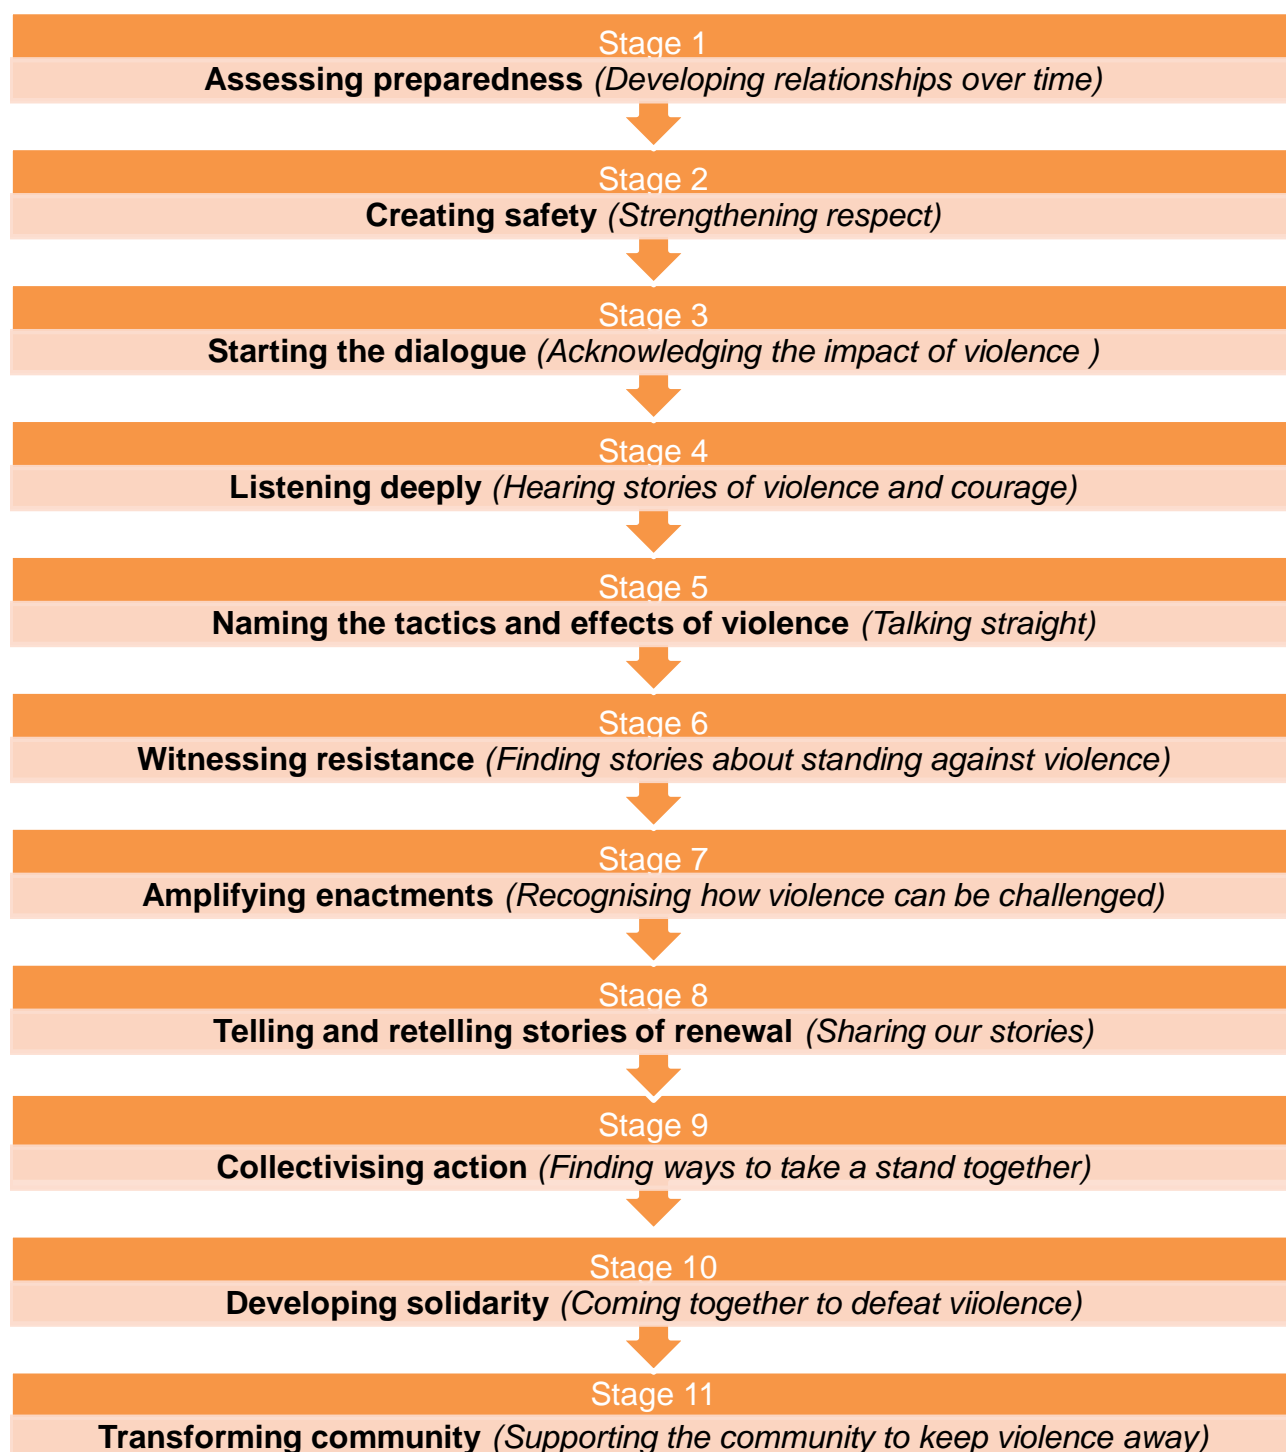 Stage 1
Assessing preparedness (Developing relationships over time)
Stage 2
Creating safety (Strengthening respect)
Stage 3
Starting the dialogue (Acknowledging the impact of violence )
Stage 4
Listening deeply (Hearing stories of violence and courage)
Stage 5
Naming the tactics and effects of violence (Talking straight)
Stage 6
Witnessing resistance (Finding stories about standing against violence)
Stage 7
Amplifying enactments (Recognising how violence can be challenged)
Stage 8
Telling and retelling stories of renewal (Sharing our stories)
Stage 9
Collectivising action (Finding ways to take a stand together)
Stage 10
Developing solidarity (Coming together to defeat viiolence)
Stage 11
Transforming community (Supporting the community to keep violence away)